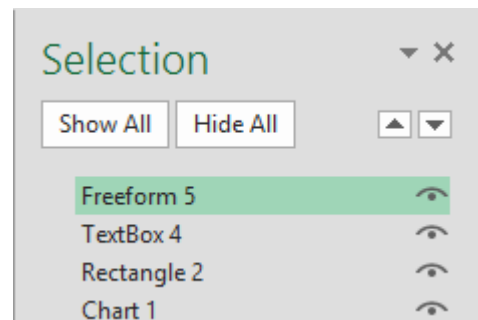 Selection
Show All Hide All
Freeform 5
TextBox 4
Rectangle 2
Chart 1